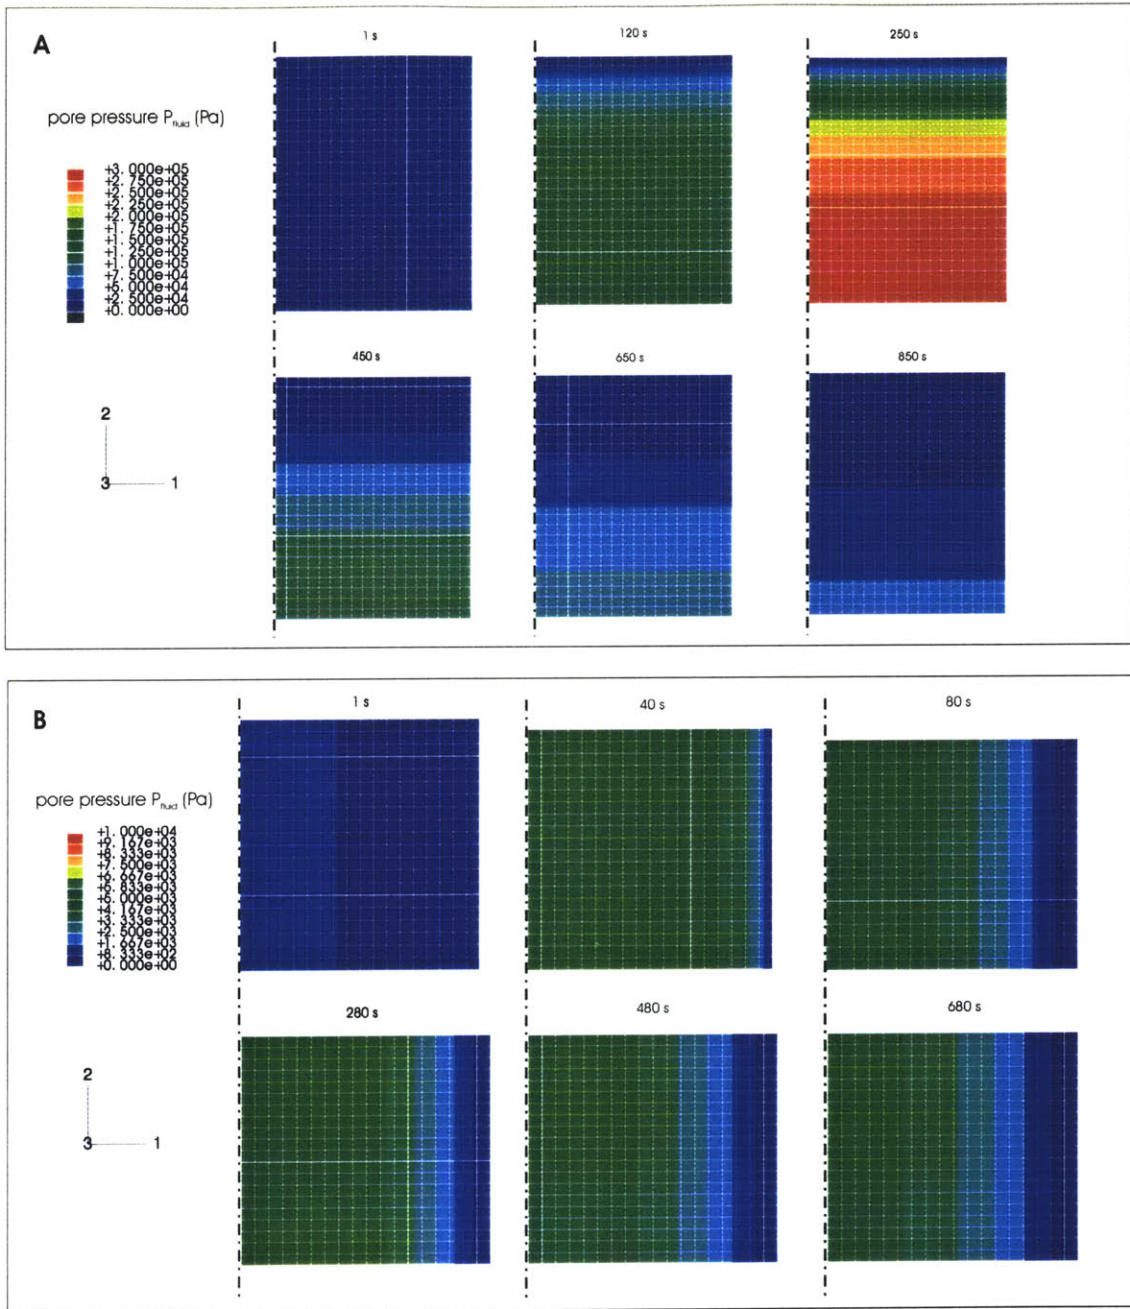 A
1 s
120 s
250 s
pore pressure P_fluid (Pa)
+3. 000e+05
+2. 750e+05
+2. 500e+05
+2. 250e+05
+2. 000e+05
+1. 750e+05
+1. 500e+05
+1. 250e+05
+1. 000e+05
+7. 500e+04
+5. 000e+04
+2. 500e+04
+0. 000e+00
450 s
650 s
850 s
2
3
1
B
1 s
40 s
80 s
pore pressure P_fluid (Pa)
+1. 000e+04
+9. 167e+03
+8. 333e+03
+7. 500e+03
+6. 667e+03
+5. 833e+03
+5. 000e+03
+4. 167e+03
+3. 333e+03
+2. 500e+03
+1. 667e+03
+8. 333e+02
+0. 000e+00
280 s
480 s
680 s
2
3
1